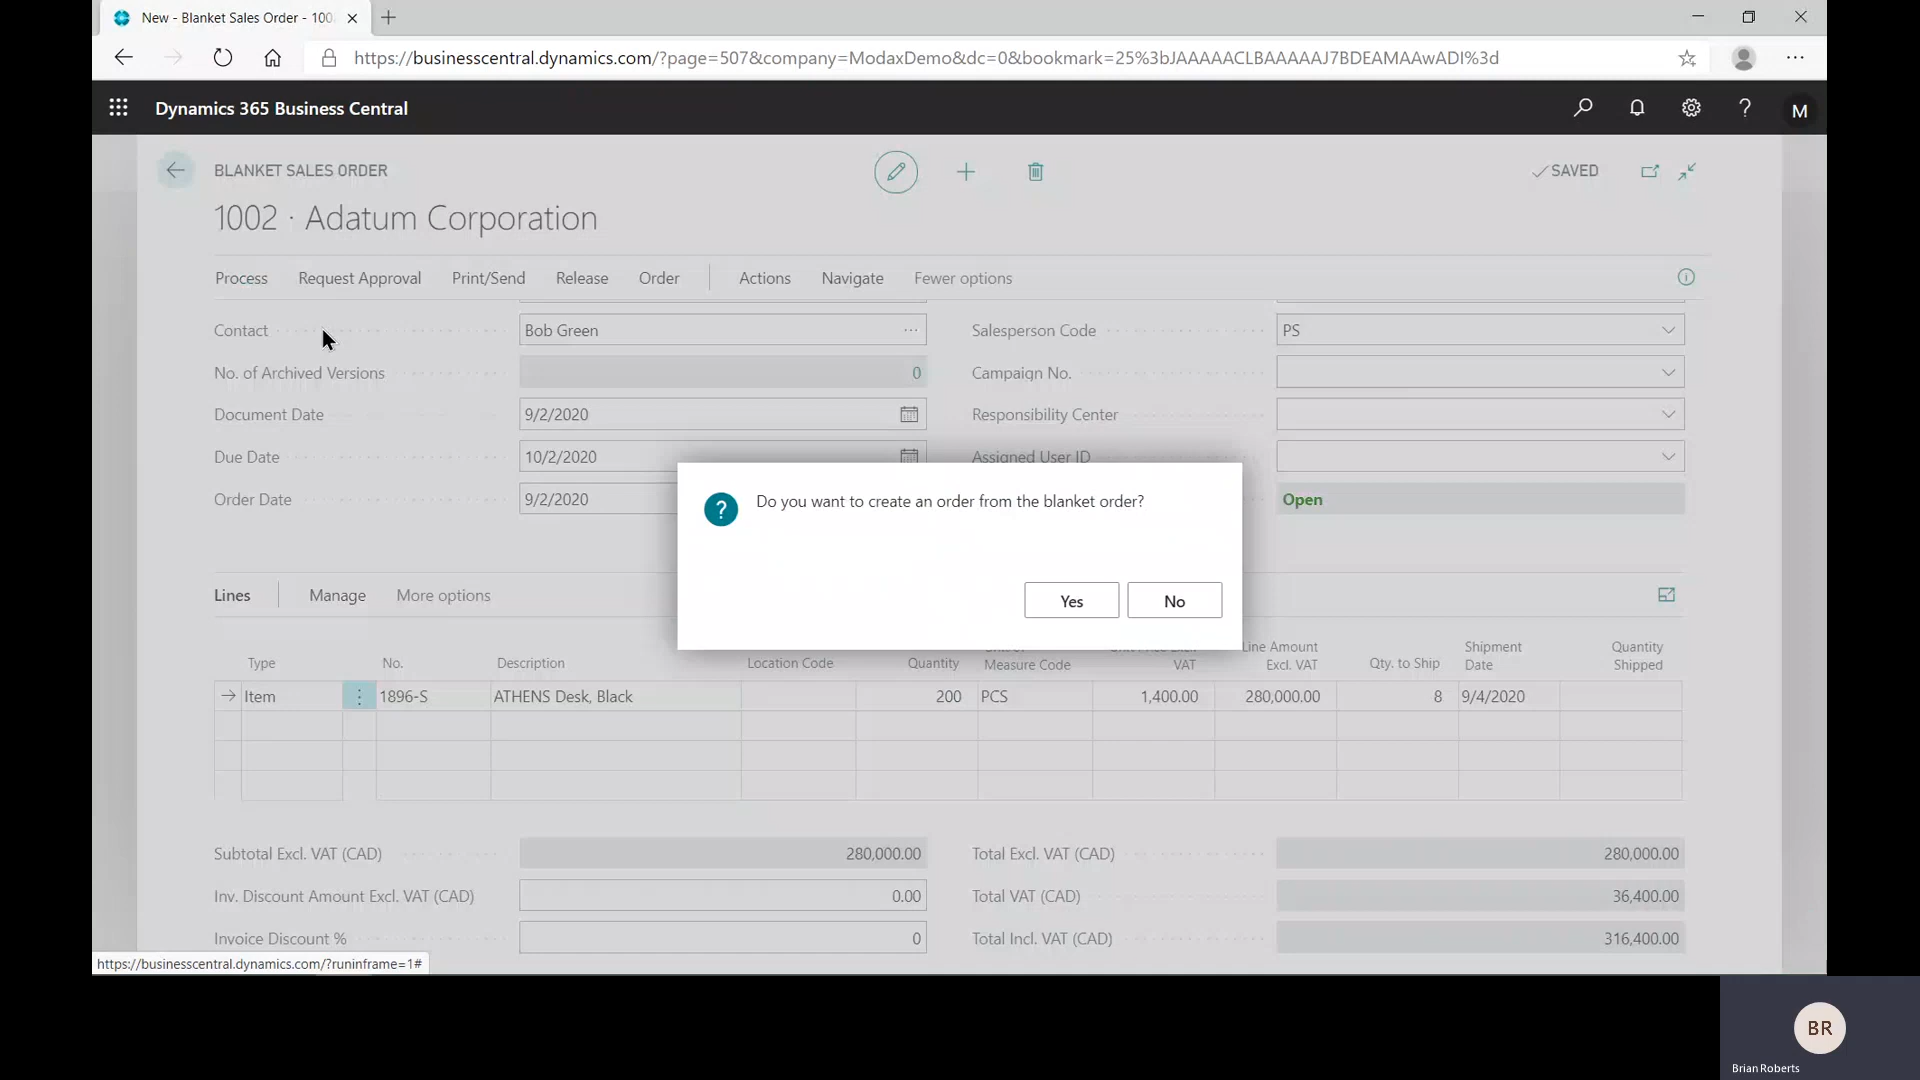 New - Blanket Sales Order - 100
https://businesscentral.dynamics.com/?page=507&company=ModaxDemo&dc=0&bookmark=25%3bJAAAAACLBAAAAAJ7BDEAMAAwADI%3d
Dynamics 365 Business Central
M
BLANKET SALES ORDER
SAVED
1002 · Adatum Corporation
Process Request Approval Print/Send Release Order Actions Navigate Fewer options
Contact Bob Green Salesperson Code PS
No. of Archived Versions 0 Campaign No.
Document Date 9/2/2020 Responsibility Center
Due Date 10/2/2020 Assigned User ID
Order Date 9/2/2020 Open
Do you want to create an order from the blanket order?
Yes No
Lines Manage More options
Type No. Description Location Code Quantity Measure Code VAT Line Amount Excl. VAT Qty. to Ship Shipment Date Quantity Shipped
Item 1896-S ATHENS Desk, Black 200 PCS 1,400.00 280,000.00 8 9/4/2020
Subtotal Excl. VAT (CAD) 280,000.00 Total Excl. VAT (CAD) 280,000.00
Inv. Discount Amount Excl. VAT (CAD) 0.00 Total VAT (CAD) 36,400.00
Invoice Discount % 0 Total Incl. VAT (CAD) 316,400.00
https://businesscentral.dynamics.com/?runinframe=1#
BR
Brian Roberts